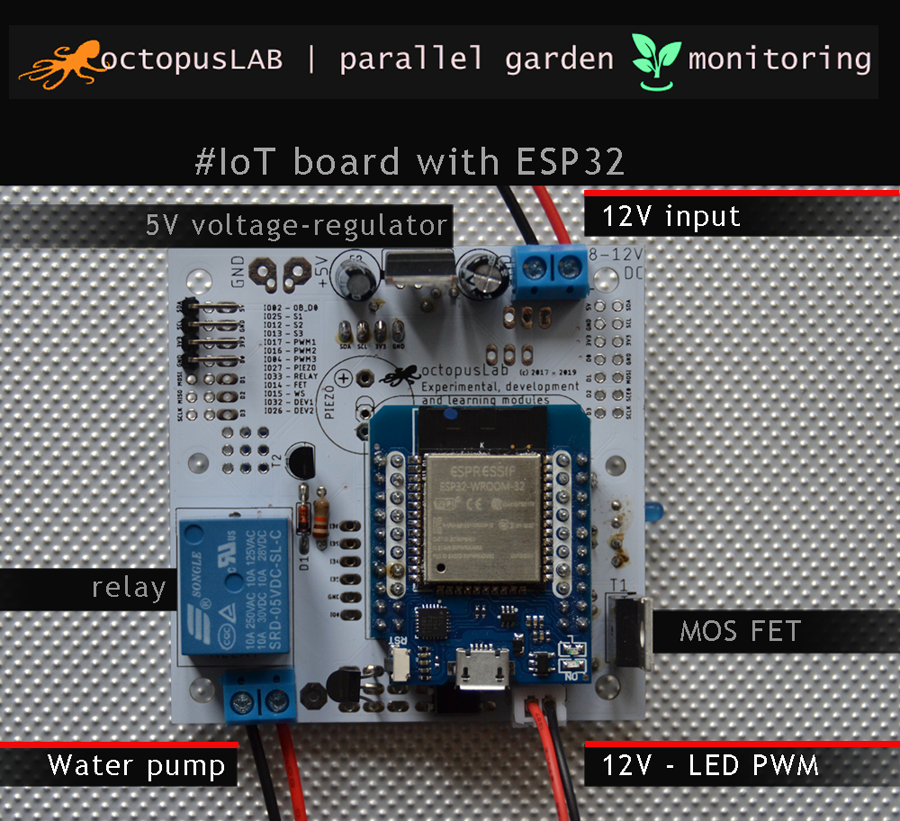 octopusLAB | parallel garden monitoring
#IoT board with ESP32
12V input
5V voltage-regulator
8-12V
DC
GND
+5V
IO02 - OB_D0
IO25 - S1
IO12 - S2
IO13 - S3
IO17 - PWM1
IO16 - PWM2
IO04 - PWM3
IO27 - PIEZO
IO33 - RELAY
IO14 - FET
IO15 - WS
IO32 - DEV1
IO26 - DEV2
SDA
SCL
3V3
GND
PIEZO
octopusLab (c) 2017 - 2019
Experimental, development
and learning modules
MOSI
MISO
SCLK
T2
D1
ESPRESSIF
ESP32-WROOM-32
relay
SONGLE
10A 250VAC 10A 125VAC
10A 30VDC 10A 28VDC
SRD-05VDC-SL-C
T1
MOS FET
RST
Water pump
12V - LED PWM